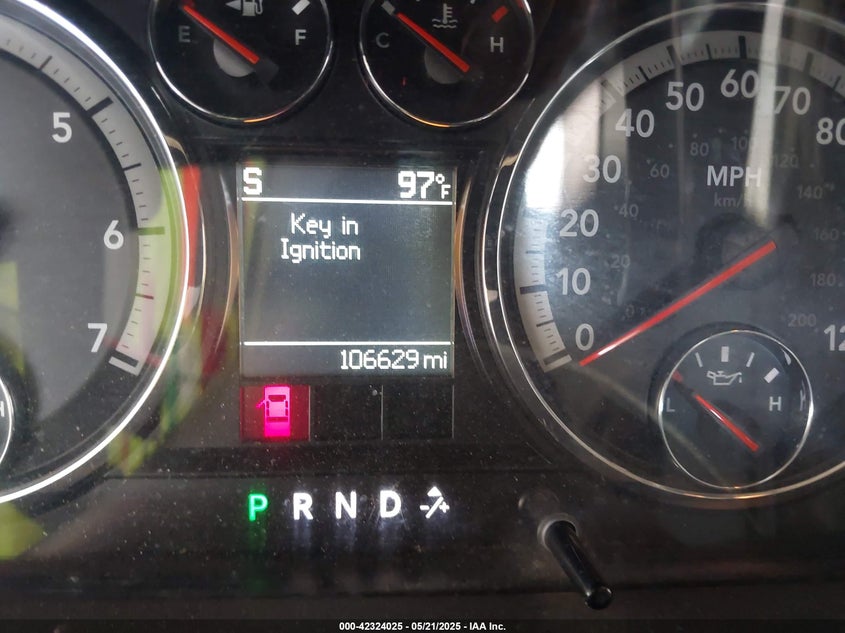 E F
C H
5
6
7
S 97°F
Key in
Ignition
106629 mi
P R N D -/+
0 10 20 30 40 50 60 70 80
MPH
km/
0 20 40 60 80 100 120 140 160 180 200
L H
H
000-42324025 - 05/21/2025 - IAA Inc.